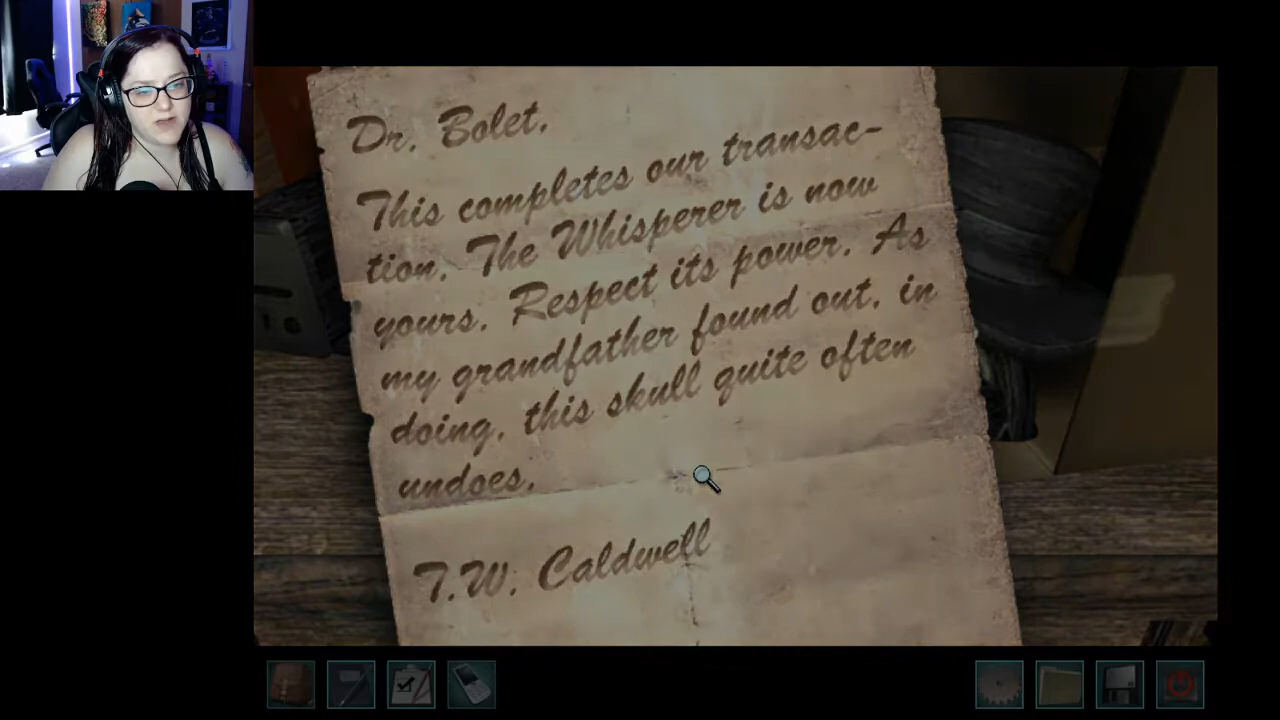 Dr. Bolet,
This completes our transac-
tion. The Whisperer is now
yours. Respect its power. As
my grandfather found out, in
doing, this skull quite often
undoes.
T.W. Caldwell